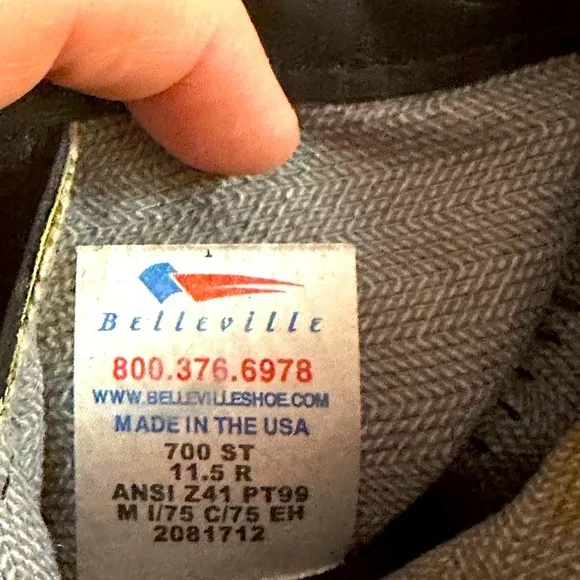 Belleville
800.376.6978
WWW.BELLEVILLESHOE.COM
MADE IN THE USA
700 ST
11.5 R
ANSI Z41 PT99
M I/75 C/75 EH
2081712